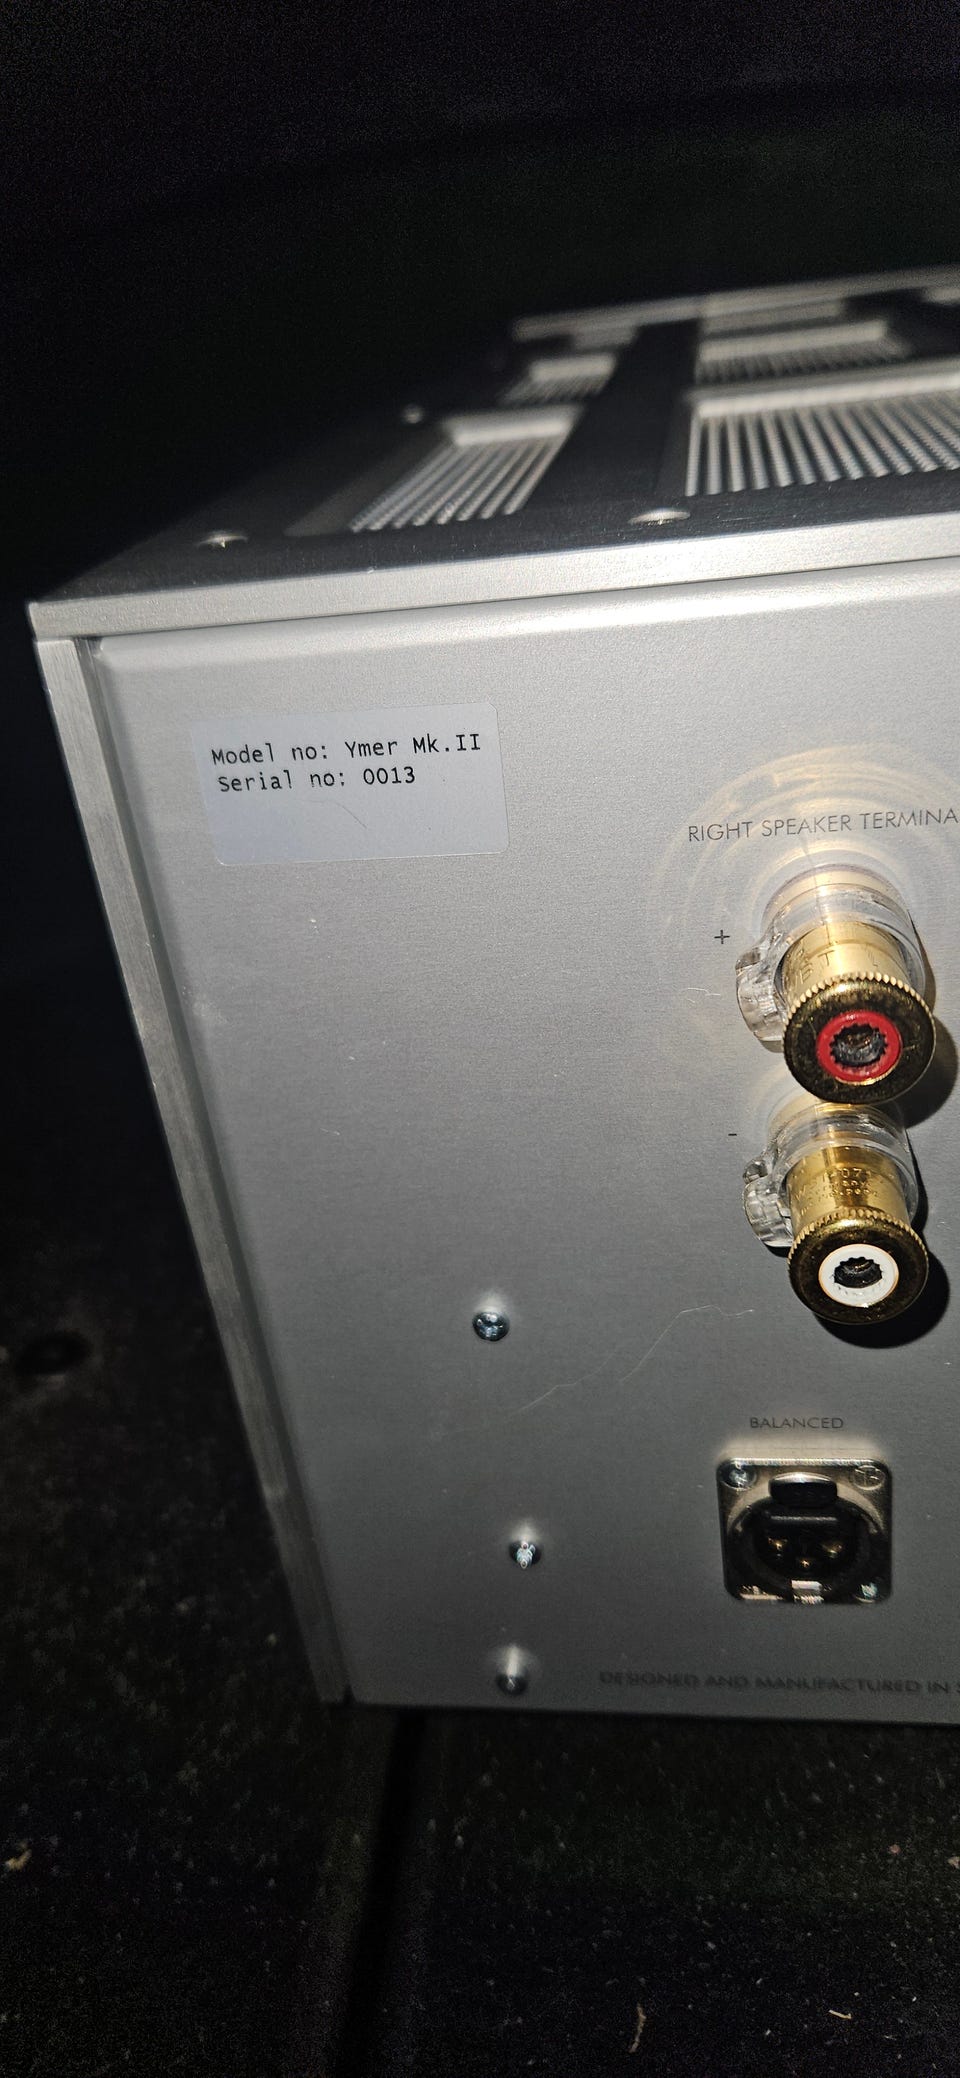 Model no: Ymer Mk.II
Serial no: 0013
RIGHT SPEAKER TERMINA
+
-
BALANCED
DESIGNED AND MANUFACTURED IN S